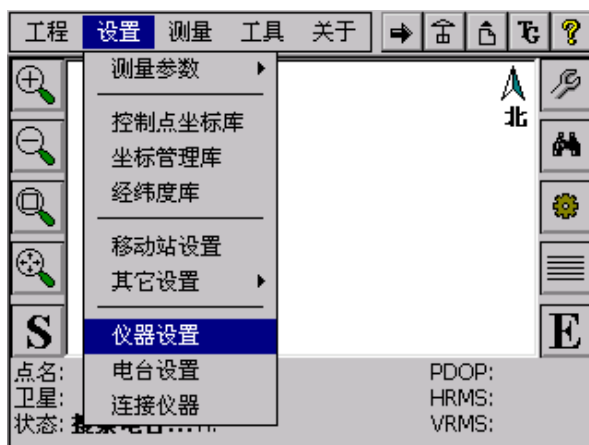 工程 设置 测量 工具 关于
测量参数
控制点坐标库
坐标管理库
经纬度库
移动站设置
其它设置
仪器设置
电台设置
连接仪器
北
S
E
点名: PDOP:
卫星: HRMS:
状态: VRMS: